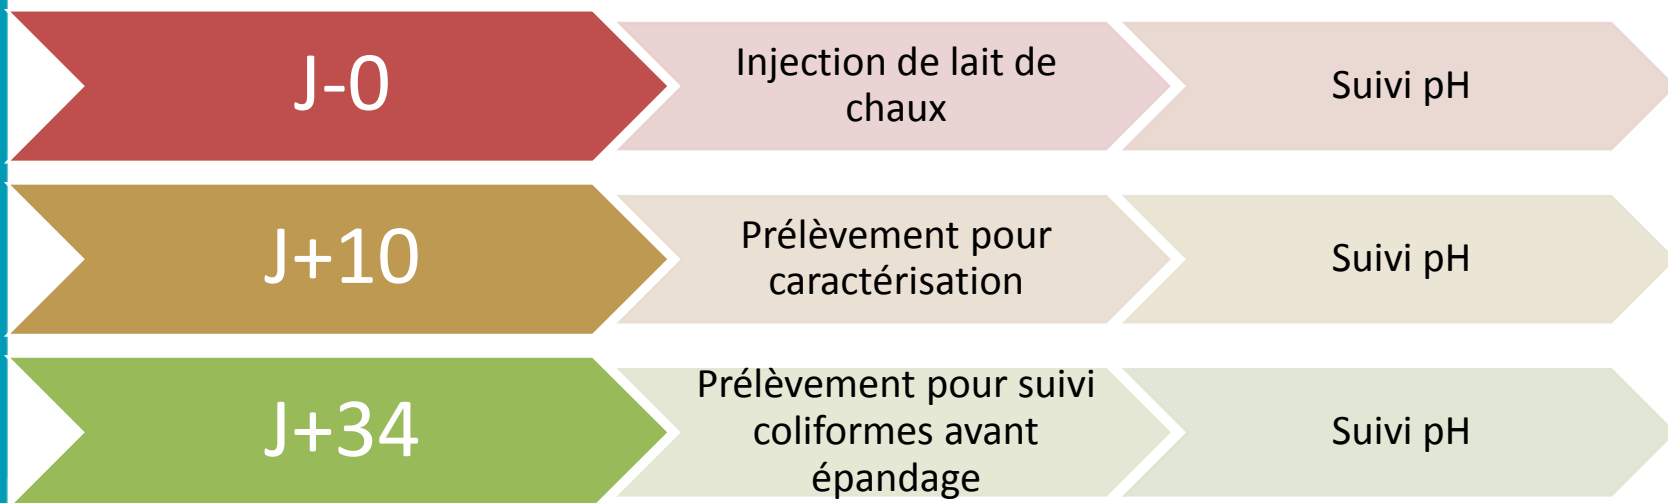 J-0
Injection de lait de
chaux
Suivi pH
J+10
Prélèvement pour
caractérisation
Suivi pH
J+34
Prélèvement pour suivi
coliformes avant
épandage
Suivi pH